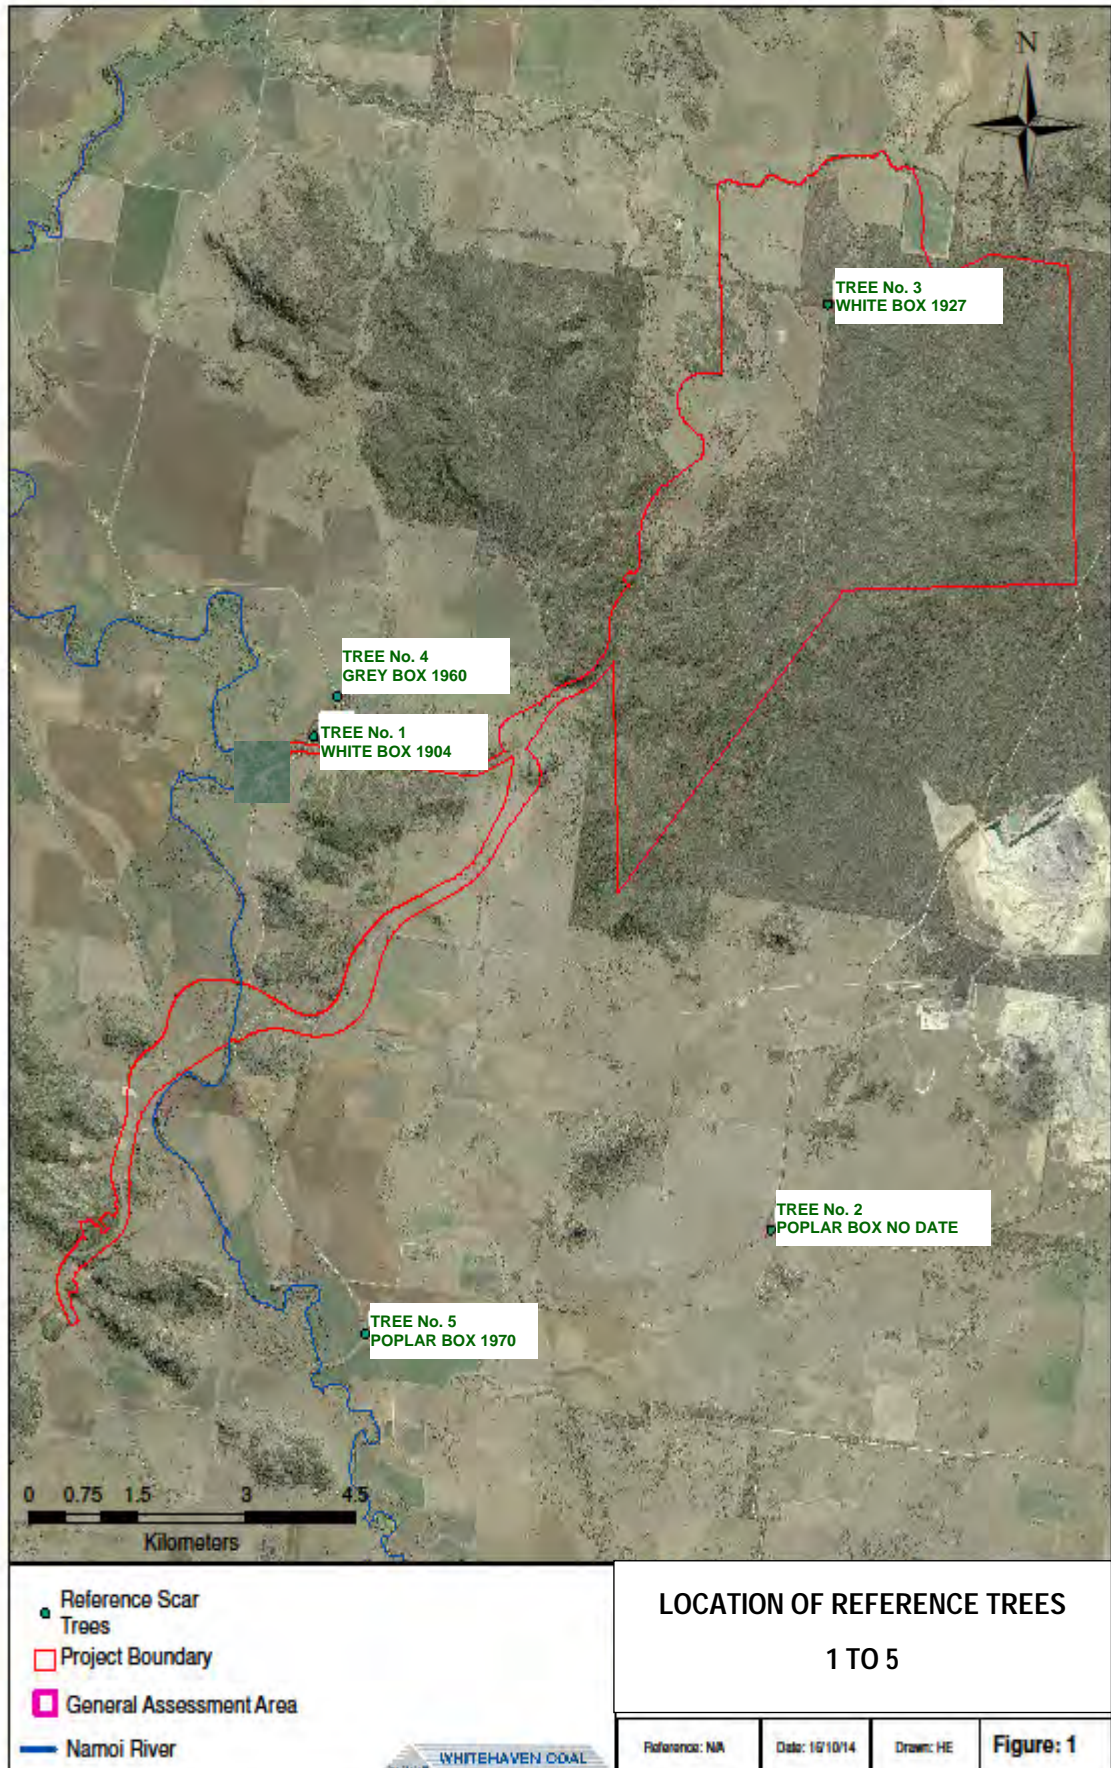 N
TREE No. 3
WHITE BOX 1927
TREE No. 4
GREY BOX 1960
TREE No. 1
WHITE BOX 1904
TREE No. 2
POPLAR BOX NO DATE
TREE No. 5
POPLAR BOX 1970
0 0.75 1.5 3 4.5
Kilometers
Reference Scar
Trees
Project Boundary
General Assessment Area
Namoi River
WHITEHAVEN COAL
LOCATION OF REFERENCE TREES
1 TO 5
Reference: N/A
Date: 16/10/14
Drawn: HE
Figure: 1